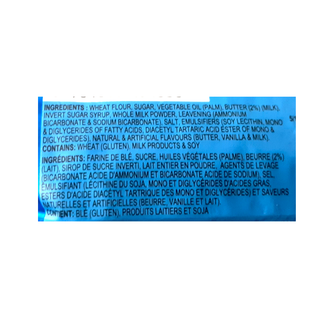 INGREDIENTS: WHEAT FLOUR, SUGAR, VEGETABLE OIL (PALM), BUTTER (2%) (MILK),
INVERT SUGAR SYRUP, WHOLE MILK POWDER, LEAVENING (AMMONIUM
BICARBONATE & SODIUM BICARBONATE), SALT, EMULSIFIERS (SOY LECITHIN, MONO
& DIGLYCERIDES OF FATTY ACIDS, DIACETYL TARTARIC ACID ESTER OF MONO &
DIGLYCERIDES), NATURAL & ARTIFICIAL FLAVOURS (BUTTER, VANILLA & MILK).
CONTAINS: WHEAT (GLUTEN), MILK PRODUCTS & SOY
INGRÉDIENTS: FARINE DE BLÉ, SUCRE, HUILES VÉGÉTALES (PALME), BEURRE (2%)
(LAIT), SIROP DE SUCRE INVERTI, LAIT ENTIER EN POUDRE, AGENTS DE LEVAGE
(BICARBONATE ACIDE D'AMMONIUM ET BICARBONATE ACIDE DE SODIUM), SEL,
ÉMULSIFIANT (LÉCITHINE DU SOJA, MONO ET DIGLYCÉRIDES D'ACIDES GRAS,
ESTERS D'ACIDE DIACÉTYL TARTRIQUE DES MONO ET DIGLYCÉRIDES) ET SAVEURS
NATURELLES ET ARTIFICIELLES (BEURRE, VANILLE ET LAIT).
BLÉ (GLUTEN), PRODUITS LAITIERS ET SOJA